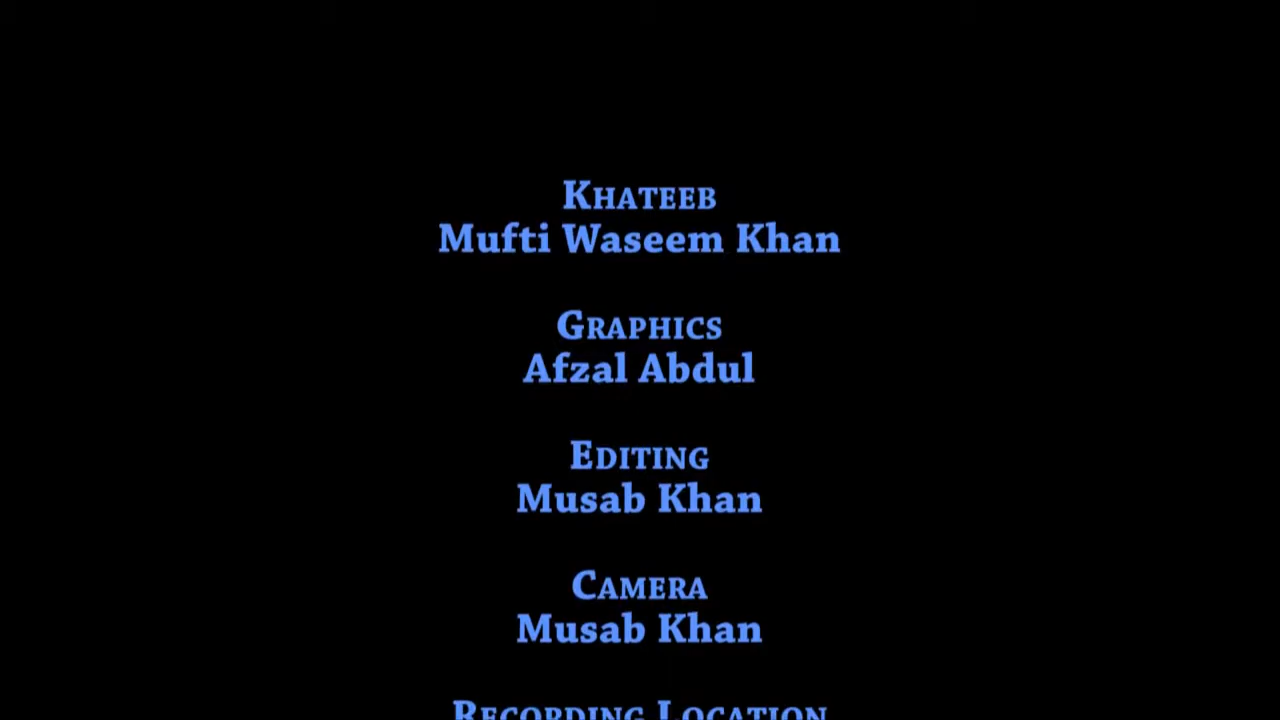 Khateeb
Mufti Waseem Khan
Graphics
Afzal Abdul
Editing
Musab Khan
Camera
Musab Khan
Recording Location